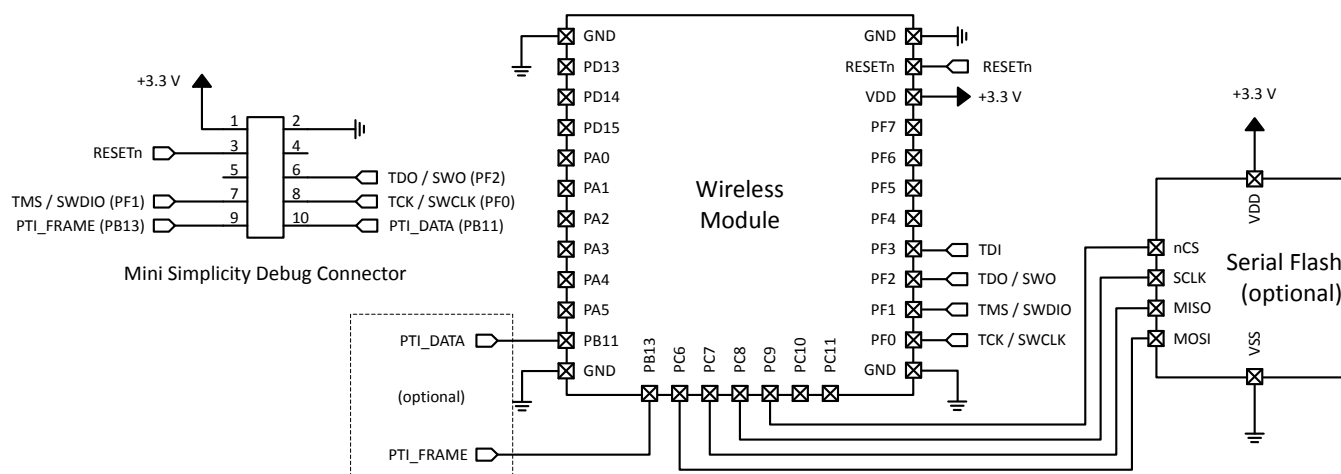 +3.3 V
1 2
RESETn 3 4
5 6 TDO / SWO (PF2)
TMS / SWDIO (PF1) 7 8 TCK / SWCLK (PF0)
PTI_FRAME (PB13) 9 10 PTI_DATA (PB11)
Mini Simplicity Debug Connector
PTI_DATA
(optional)
PTI_FRAME
GND
PD13
PD14
PD15
PA0
PA1
PA2
PA3
PA4
PA5
PB11
GND
Wireless
Module
PB13 PC6 PC7 PC8 PC9 PC10 PC11
GND
RESETn RESETn
VDD +3.3 V
PF7
PF6
PF5
PF4
PF3 TDI
PF2 TDO / SWO
PF1 TMS / SWDIO
PF0 TCK / SWCLK
GND
+3.3 V
VDD
nCS
SCLK
MISO
MOSI
Serial Flash
(optional)
VSS